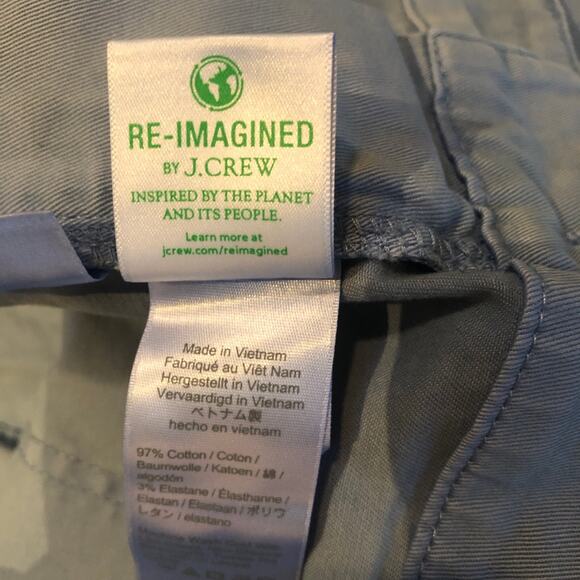 RE-IMAGINED
BY J.CREW
INSPIRED BY THE PLANET
AND ITS PEOPLE.
Learn more at
jcrew.com/reimagined
Made in Vietnam
Fabriqué au Viêt Nam
Hergestellt in Vietnam
Vervaardigd in Vietnam
ベトナム製
hecho en vietnam
97% Cotton / Coton /
Baumwolle / Katoen / 綿 /
algodón
3% Elastane / Élasthanne /
Elastan / Elastaan / ポリウ
レタン / elastano